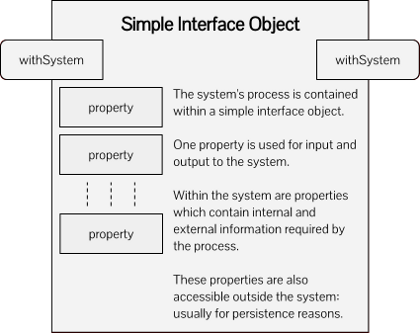 Simple Interface Object
withSystem
withSystem
property
The system's process is contained
within a simple interface object.
property
One property is used for input and
output to the system.
property
Within the system are properties
which contain internal and
external information required by
the process.
These properties are also
accessible outside the system:
usually for persistence reasons.